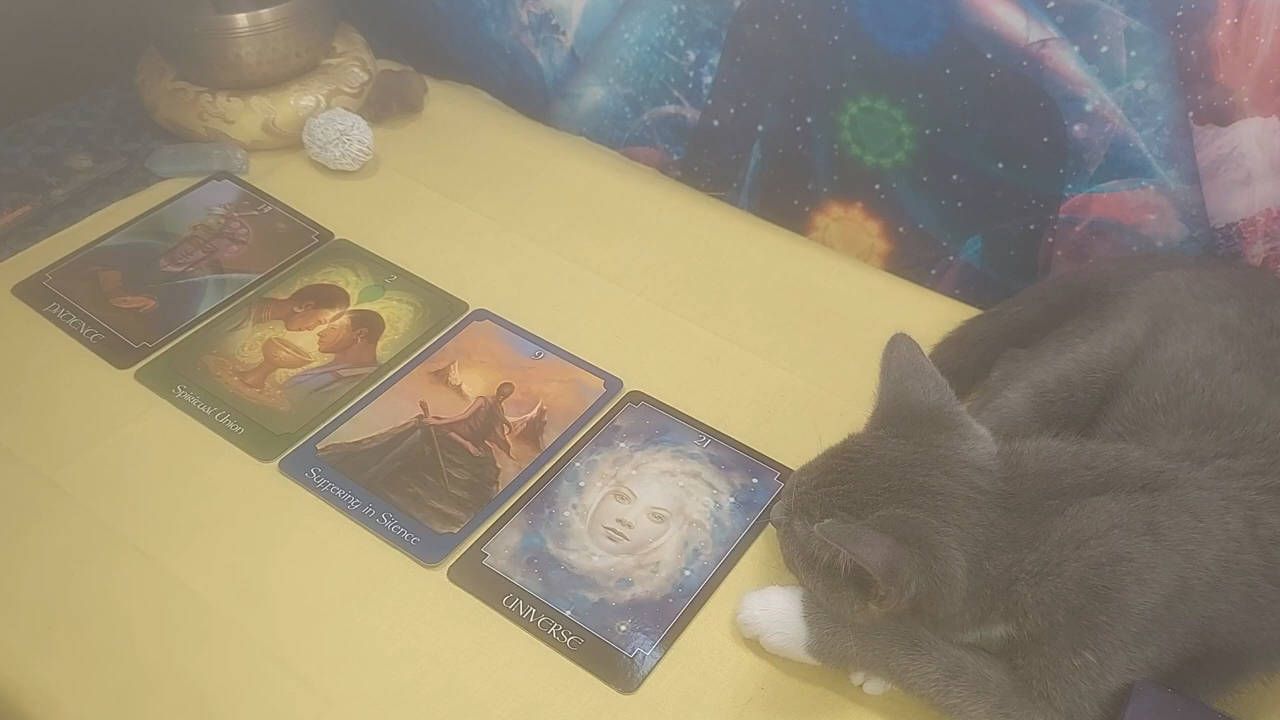 PATIENCE
2
Spiritual Union
9
Suffering in Silence
21
UNIVERSE